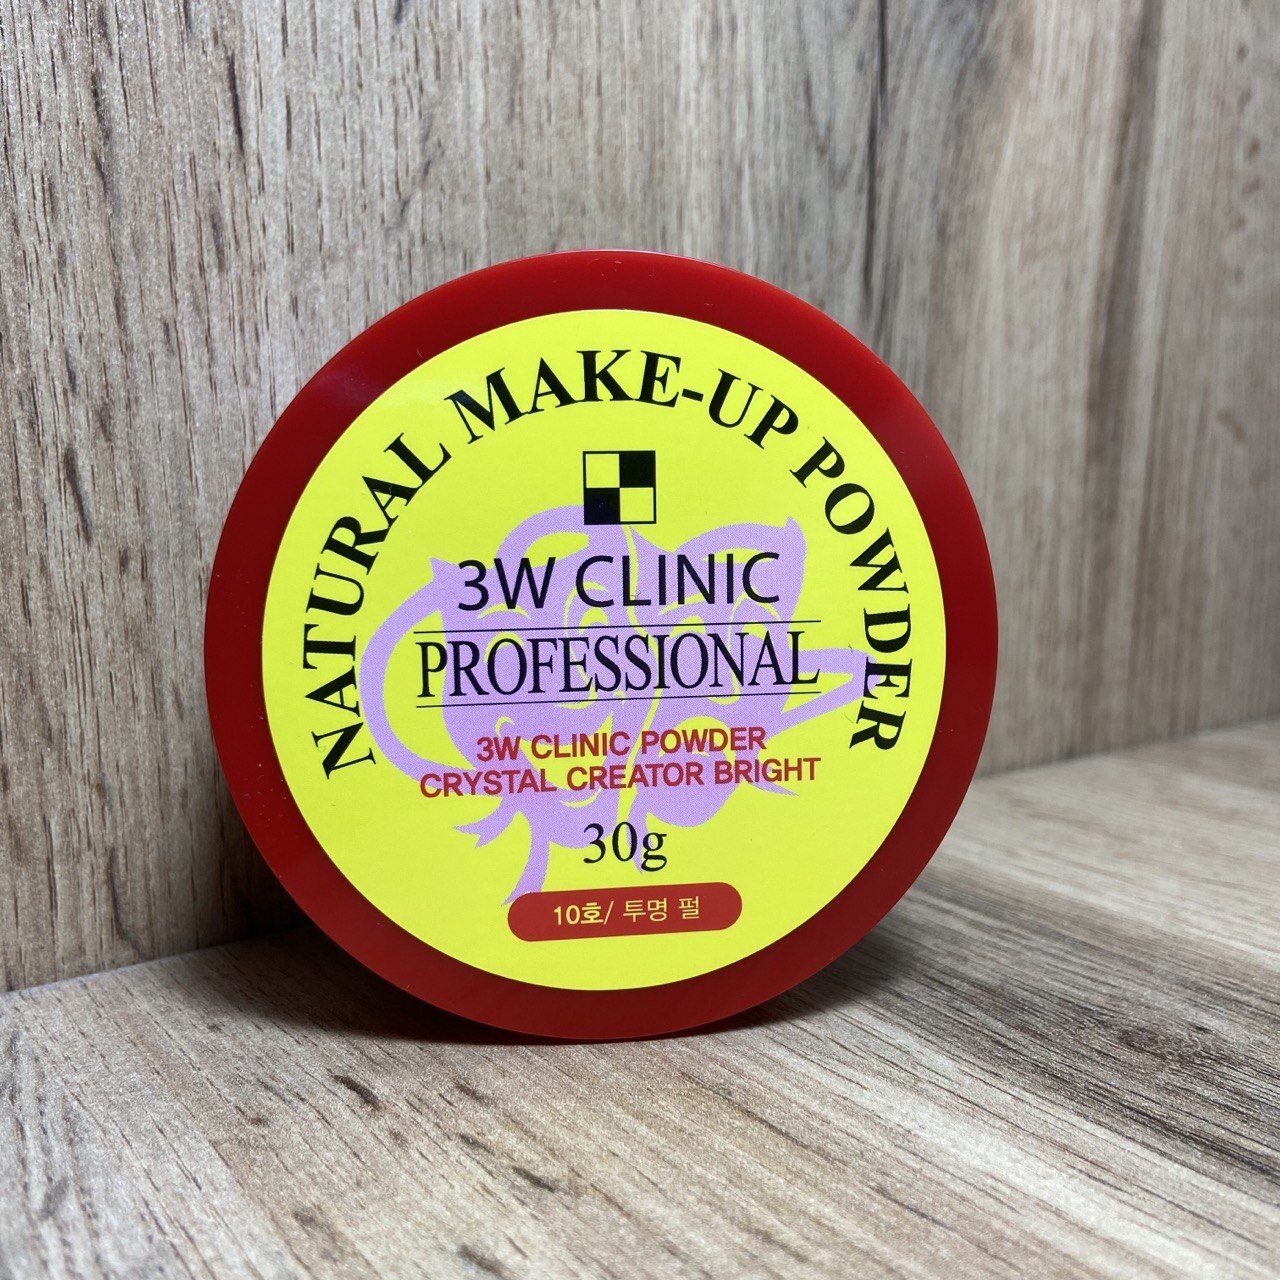 NATURAL MAKE-UP POWDER
3W CLINIC
PROFESSIONAL
3W CLINIC POWDER
CRYSTAL CREATOR BRIGHT
30g
10호/ 투명 펄